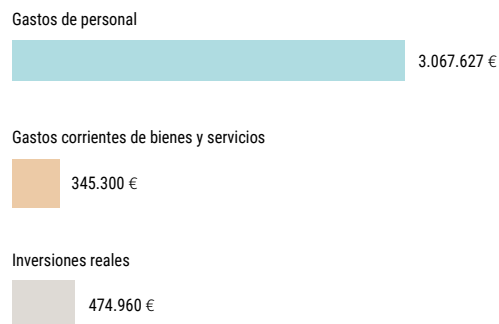 Gastos de personal
3.067.627 €
Gastos corrientes de bienes y servicios
345.300 €
Inversiones reales
474.960 €